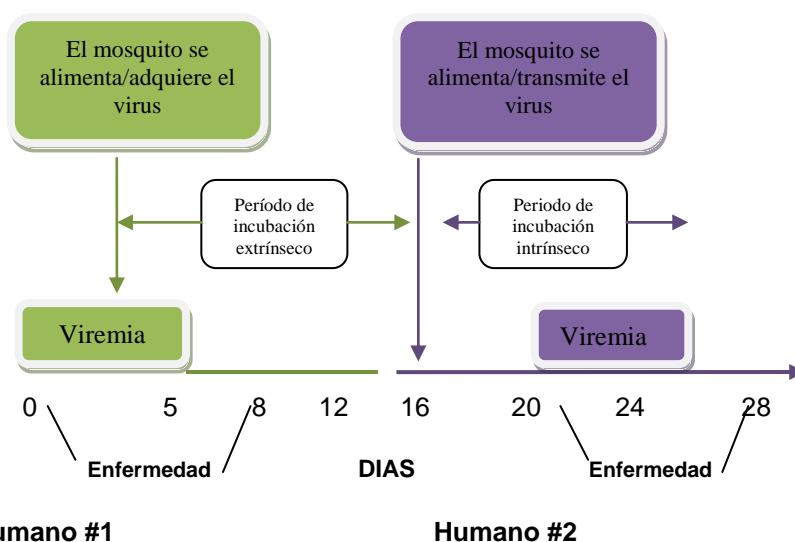 El mosquito se
alimenta/adquiere el
virus
El mosquito se
alimenta/transmite el
virus
Período de
incubación
extrínseco
Periodo de
incubación
intrínseco
Viremia
Viremia
0 5 8 12 16 20 24 28
Enfermedad DIAS Enfermedad
umano #1 Humano #2